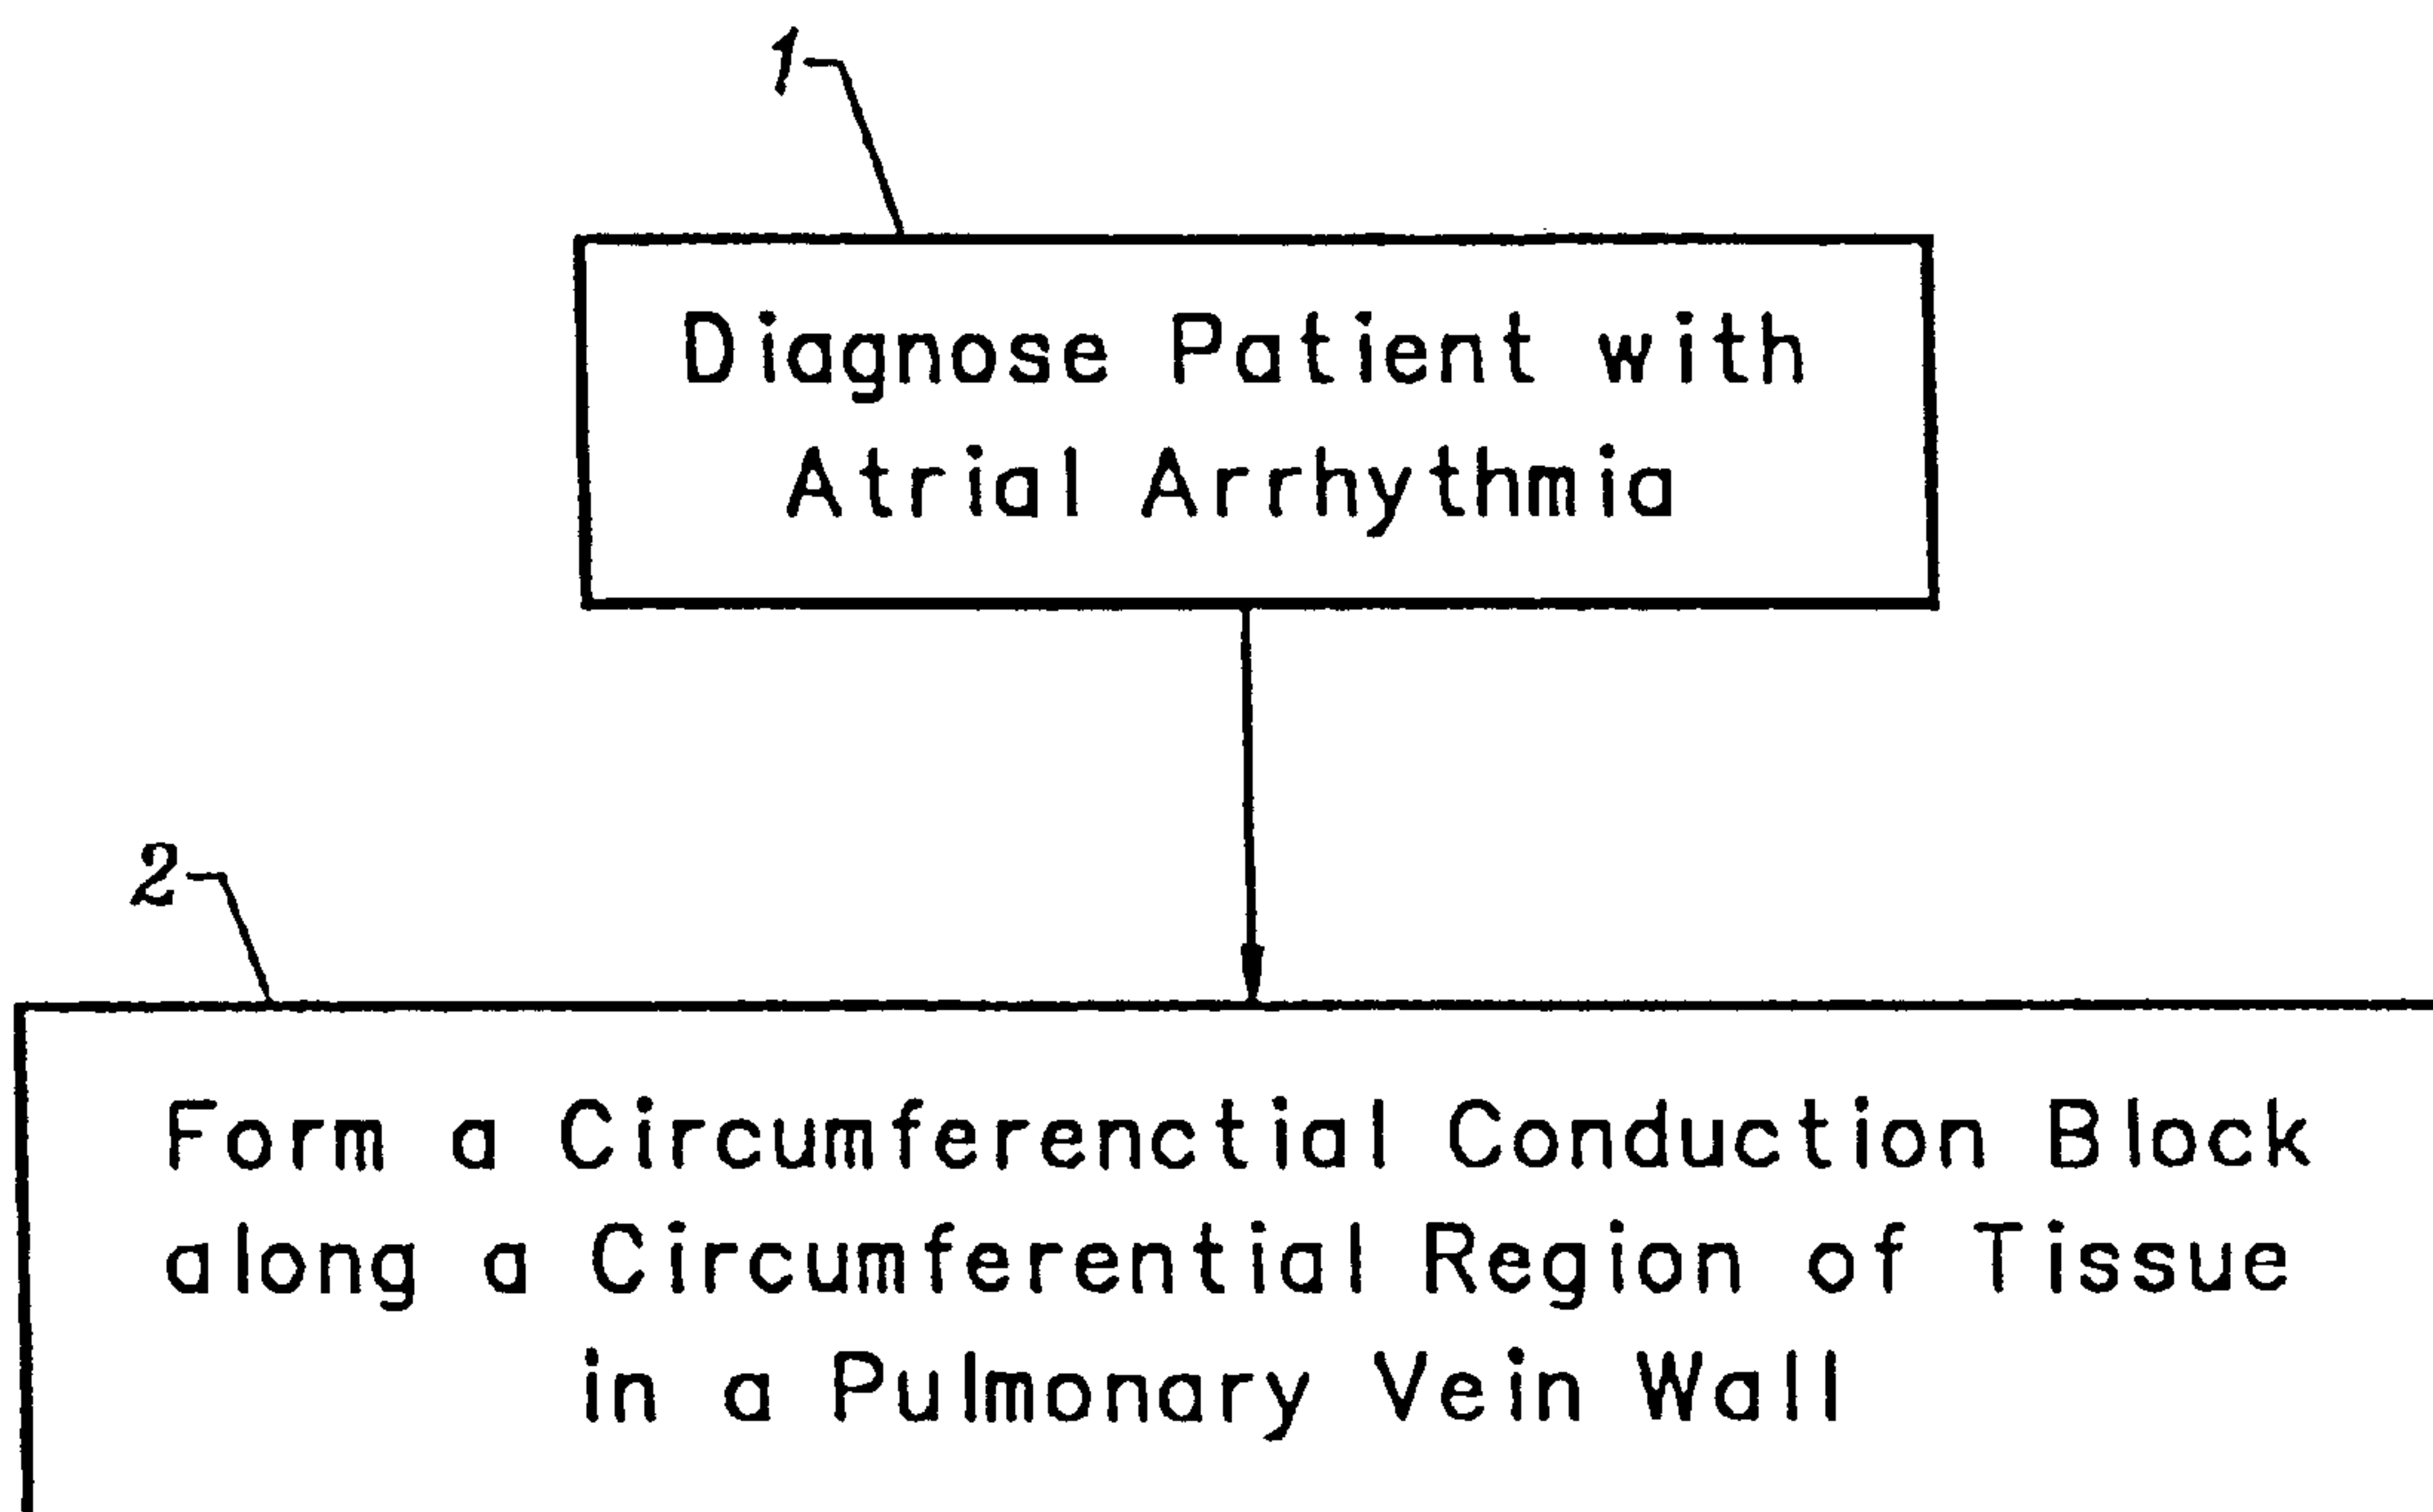 1
Diagnose Patient with
Atrial Arrhythmia
2
Form a Circumferenctial Conduction Block
along a Circumferential Region of Tissue
in a Pulmonary Vein Wall